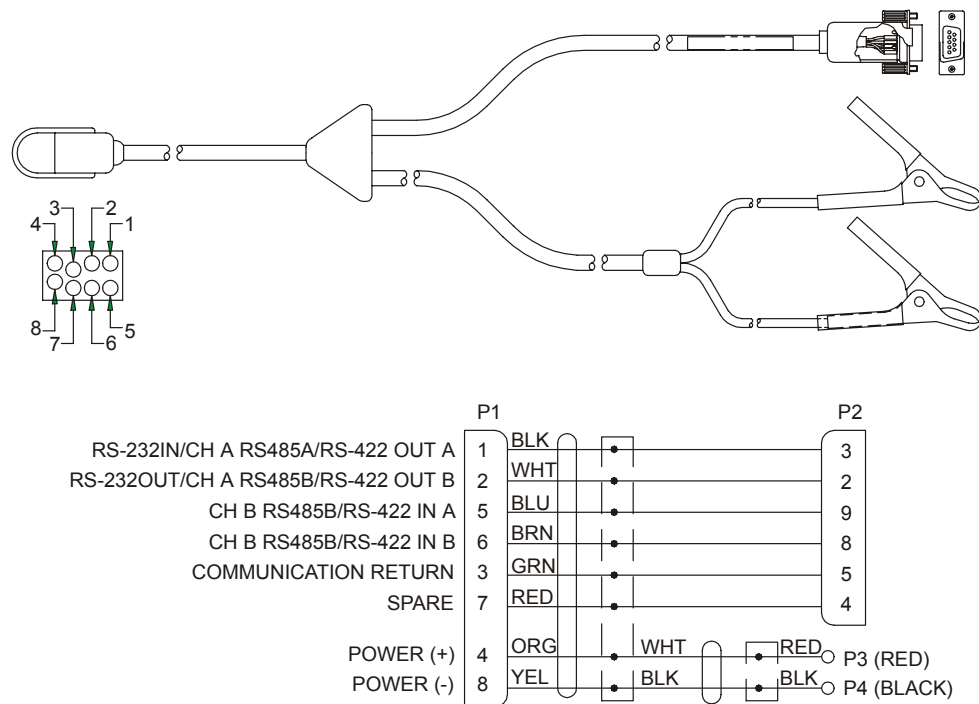 3 2
4 1
8 5
7 6
P1 P2
RS-232IN/CH A RS485A/RS-422 OUT A 1 BLK 3
RS-232OUT/CH A RS485B/RS-422 OUT B 2 WHT 2
CH B RS485B/RS-422 IN A 5 BLU 9
CH B RS485B/RS-422 IN B 6 BRN 8
COMMUNICATION RETURN 3 GRN 5
SPARE 7 RED 4
POWER (+) 4 ORG WHT RED P3 (RED)
POWER (-) 8 YEL BLK BLK P4 (BLACK)